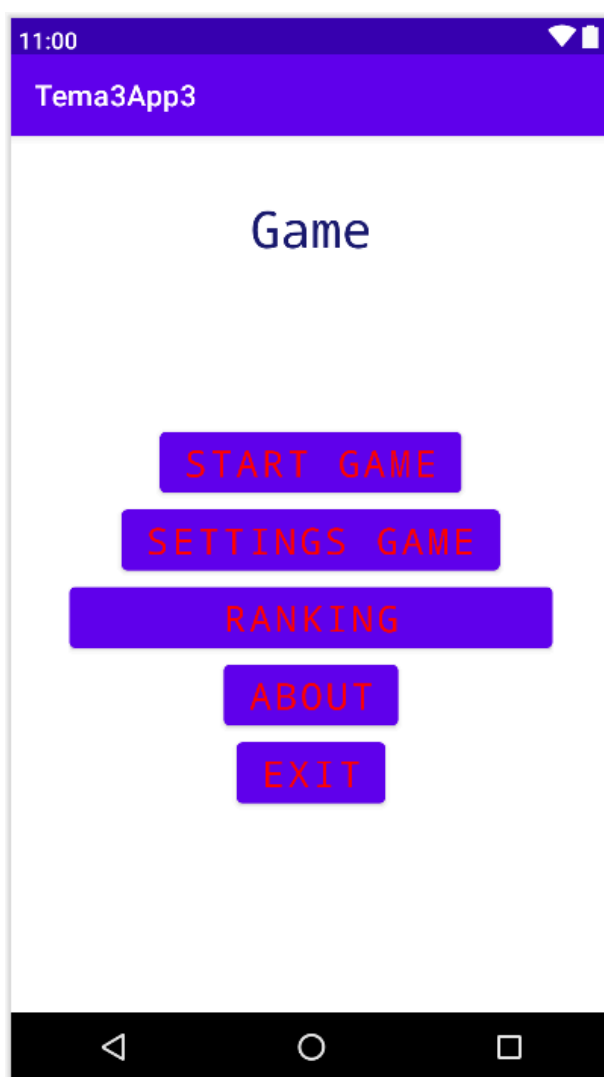 11:00
Tema3App3
Game
START GAME
SETTINGS GAME
RANKING
ABOUT
EXIT